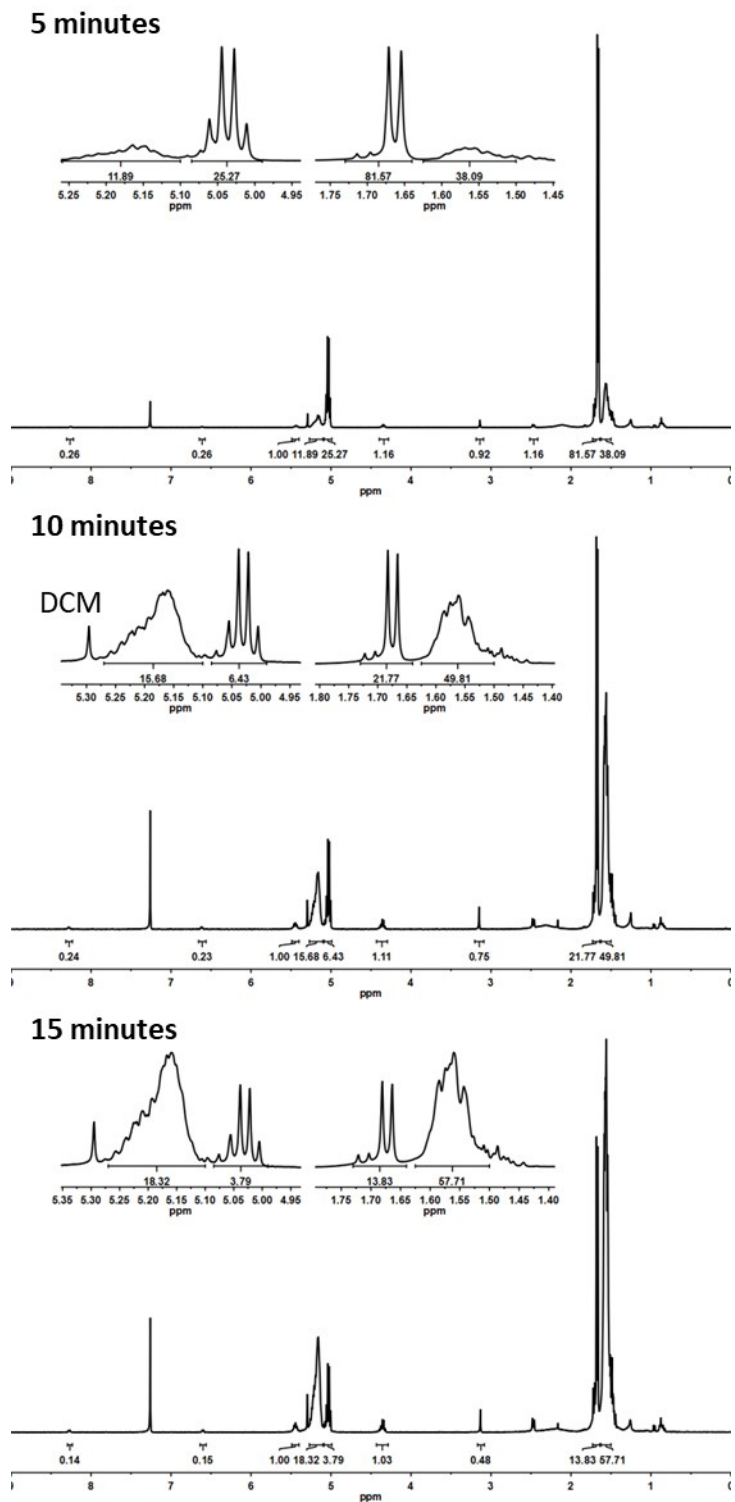 5 minutes
11.89 25.27 81.57 38.09
5.25 5.20 5.15 5.10 5.05 5.00 4.95 1.75 1.70 1.65 1.60 1.55 1.50 1.45
ppm ppm
0.26 0.26 1.00 11.89 25.27 1.16 0.92 1.16 81.57 38.09
8 7 6 5 4 3 2 1
ppm
10 minutes
DCM
15.68 6.43 21.77 49.81
5.30 5.25 5.20 5.15 5.10 5.05 5.00 4.95 1.80 1.75 1.70 1.65 1.60 1.55 1.50 1.45 1.40
ppm ppm
0.24 0.23 1.00 15.68 6.43 1.11 0.75 21.77 49.81
8 7 6 5 4 3 2 1
ppm
15 minutes
18.32 3.79 13.83 57.71
5.35 5.30 5.25 5.20 5.15 5.10 5.05 5.00 4.95 1.75 1.70 1.65 1.60 1.55 1.50 1.45 1.40
ppm ppm
0.14 0.15 1.00 18.32 3.79 1.03 0.48 13.83 57.71
8 7 6 5 4 3 2 1
ppm